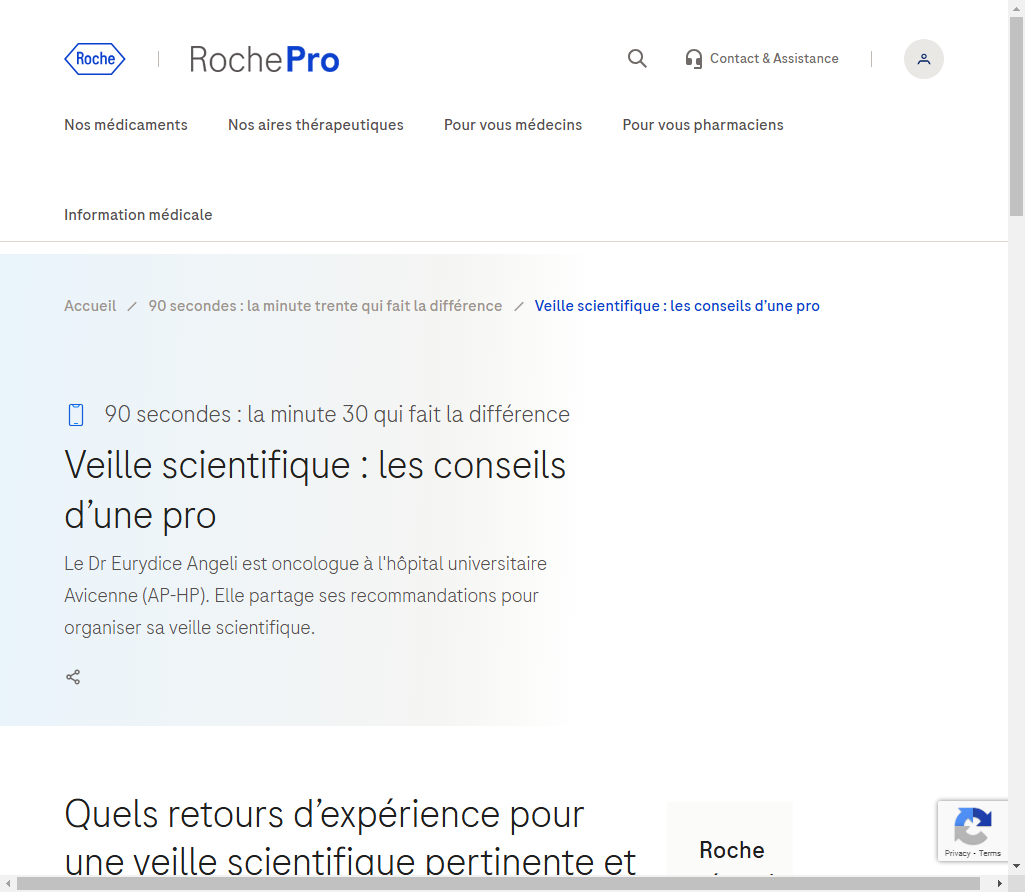 Roche
RochePro
Contact & Assistance
Nos médicaments
Nos aires thérapeutiques
Pour vous médecins
Pour vous pharmaciens
Information médicale
Accueil / 90 secondes : la minute trente qui fait la différence / Veille scientifique : les conseils d’une pro
90 secondes : la minute 30 qui fait la différence
Veille scientifique : les conseils
d’une pro
Le Dr Eurydice Angeli est oncologue à l'hôpital universitaire
Avicenne (AP-HP). Elle partage ses recommandations pour
organiser sa veille scientifique.
Quels retours d’expérience pour
une veille scientifique pertinente et
Roche
Privacy - Terms